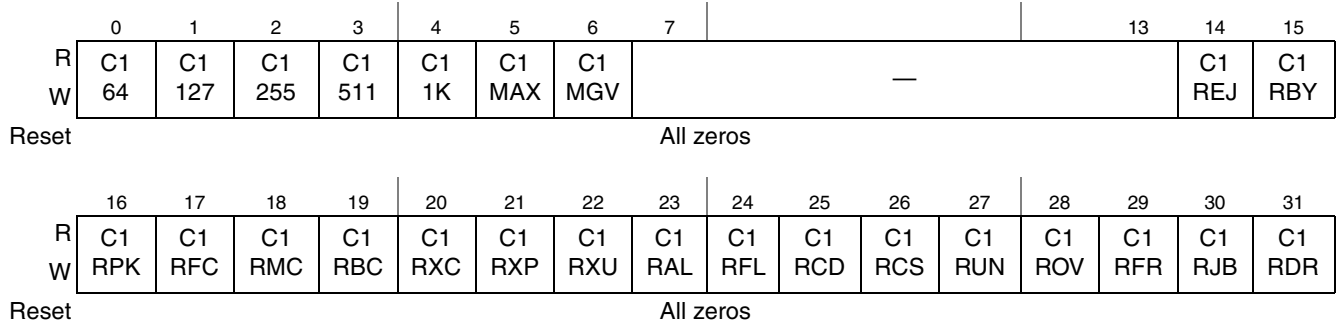 0 1 2 3 4 5 6 7 13 14 15
R C1 C1 C1 C1 C1 C1 C1 — C1 C1
W 64 127 255 511 1K MAX MGV REJ RBY
Reset All zeros
16 17 18 19 20 21 22 23 24 25 26 27 28 29 30 31
R C1 C1 C1 C1 C1 C1 C1 C1 C1 C1 C1 C1 C1 C1 C1 C1
W RPK RFC RMC RBC RXC RXP RXU RAL RFL RCD RCS RUN ROV RFR RJB RDR
Reset All zeros